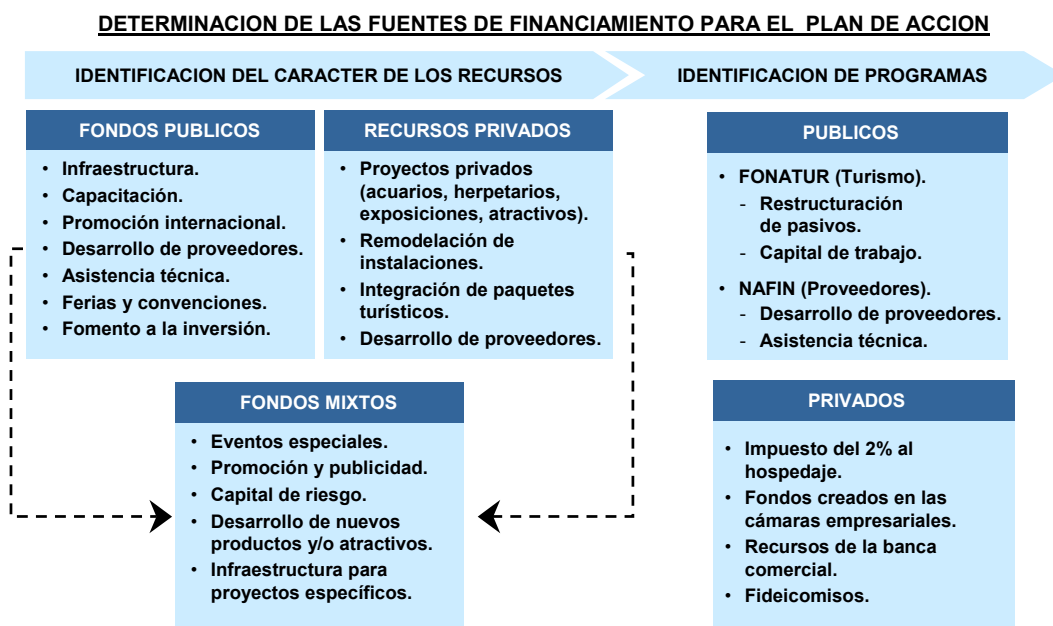 DETERMINACION DE LAS FUENTES DE FINANCIAMIENTO PARA EL PLAN DE ACCION
IDENTIFICACION DEL CARACTER DE LOS RECURSOS
IDENTIFICACION DE PROGRAMAS
FONDOS PUBLICOS
• Infraestructura.
• Capacitación.
• Promoción internacional.
• Desarrollo de proveedores.
• Asistencia técnica.
• Ferias y convenciones.
• Fomento a la inversión.
RECURSOS PRIVADOS
• Proyectos privados
(acuarios, herpetarios,
exposiciones, atractivos).
• Remodelación de
instalaciones.
• Integración de paquetes
turísticos.
• Desarrollo de proveedores.
FONDOS MIXTOS
• Eventos especiales.
• Promoción y publicidad.
• Capital de riesgo.
• Desarrollo de nuevos
productos y/o atractivos.
• Infraestructura para
proyectos específicos.
PUBLICOS
• FONATUR (Turismo).
- Restructuración
de pasivos.
- Capital de trabajo.
• NAFIN (Proveedores).
- Desarrollo de proveedores.
- Asistencia técnica.
PRIVADOS
• Impuesto del 2% al
hospedaje.
• Fondos creados en las
cámaras empresariales.
• Recursos de la banca
comercial.
• Fideicomisos.